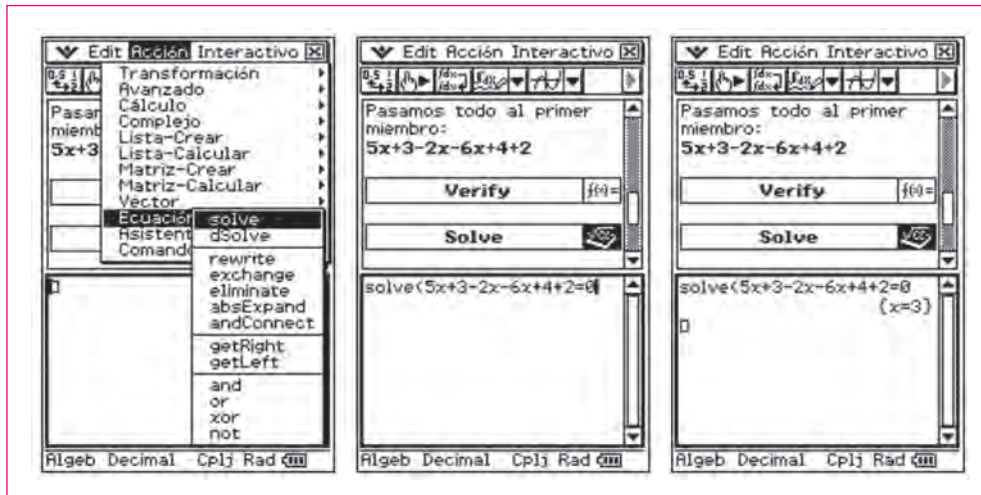 Edit Acción Interactivo
Transformación
Avanzado
Cálculo
Complejo
Lista-Crear
Lista-Calcular
Matriz-Crear
Matriz-Calcular
Vector
Ecuación
Asistent
Comando
Pasar
miemb
5x+3
solve
dSolve
rewrite
exchange
eliminate
absExpand
andConnect
getRight
getLeft
and
or
xor
not
Algeb Decimal Cplj Rad
Edit Acción Interactivo
Pasamos todo al primer
miembro:
5x+3-2x-6x+4+2
Verify
Solve
solve(5x+3-2x-6x+4+2=0
Algeb Decimal Cplj Rad
Edit Acción Interactivo
Pasamos todo al primer
miembro:
5x+3-2x-6x+4+2
Verify
Solve
solve(5x+3-2x-6x+4+2=0
{x=3}
Algeb Decimal Cplj Rad